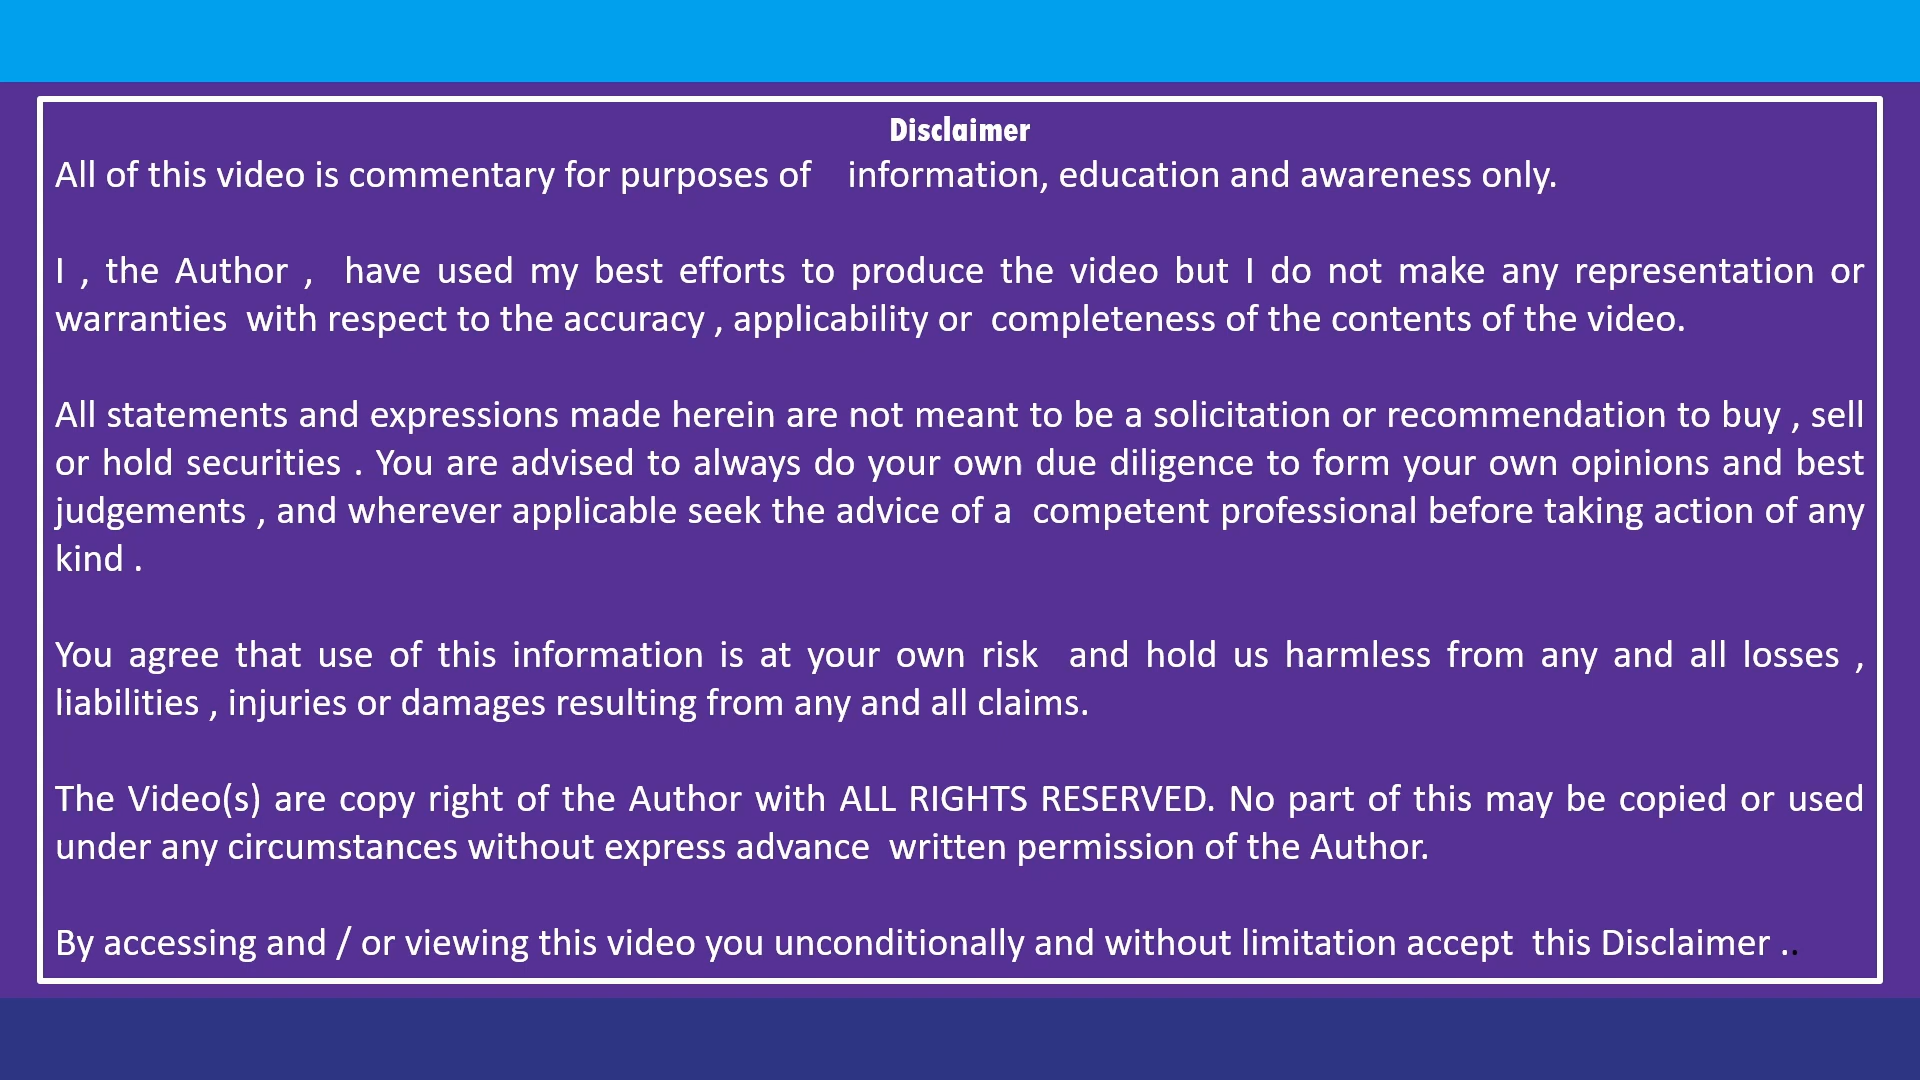 Disclaimer
All of this video is commentary for purposes of    information, education and awareness only.
I , the Author ,  have used my best efforts to produce the video but I do not make any representation or
warranties  with respect to the accuracy , applicability or  completeness of the contents of the video.
All statements and expressions made herein are not meant to be a solicitation or recommendation to buy , sell
or hold securities . You are advised to always do your own due diligence to form your own opinions and best
judgements , and wherever applicable seek the advice of a  competent professional before taking action of any
kind .
You agree that use of this information is at your own risk  and hold us harmless from any and all losses ,
liabilities , injuries or damages resulting from any and all claims.
The Video(s) are copy right of the Author with ALL RIGHTS RESERVED. No part of this may be copied or used
under any circumstances without express advance  written permission of the Author.
By accessing and / or viewing this video you unconditionally and without limitation accept  this Disclaimer ..